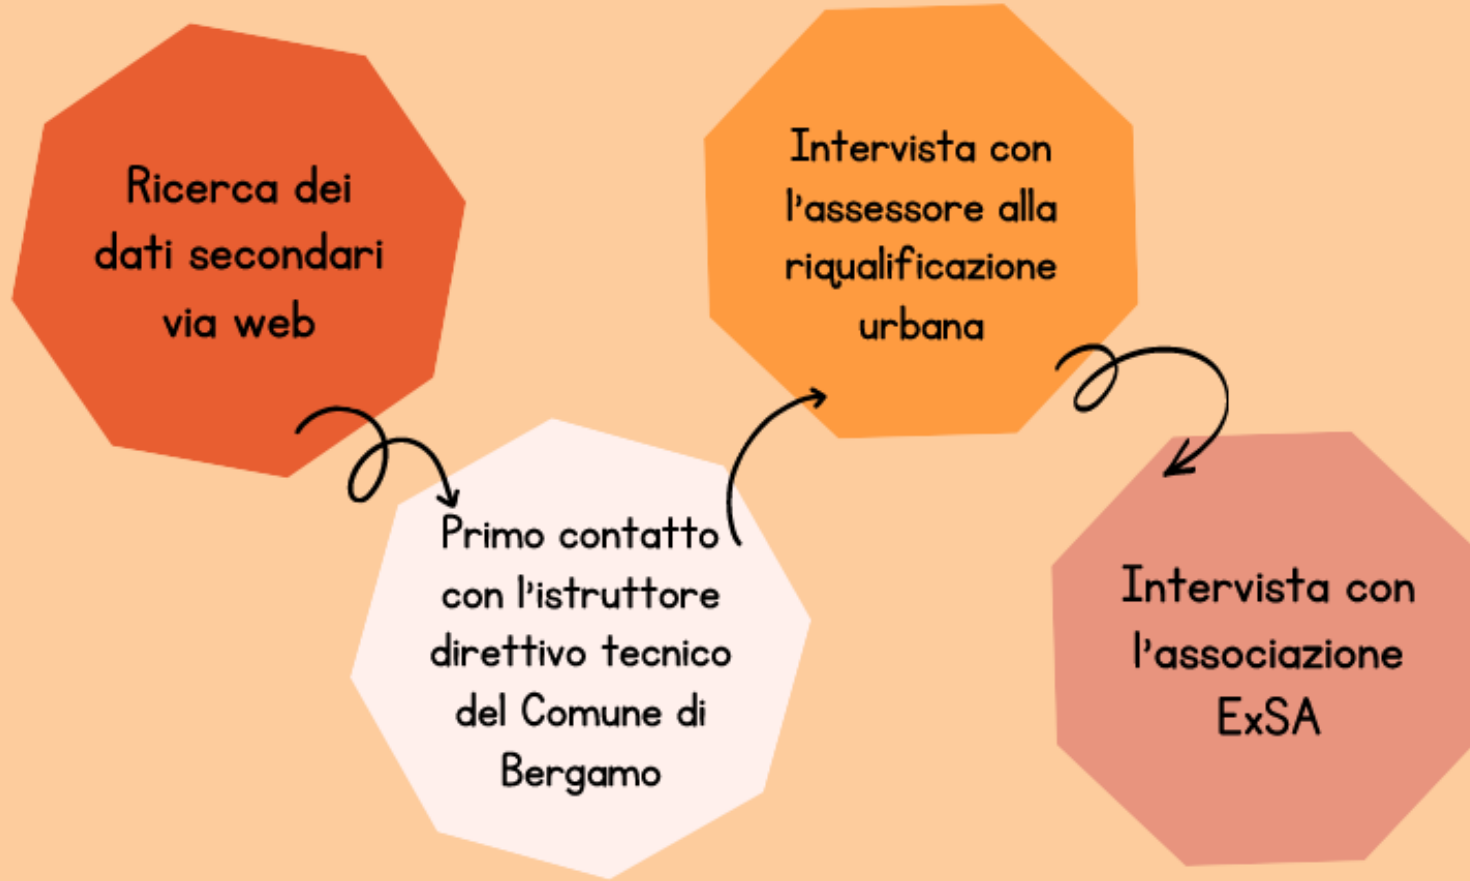 Ricerca dei
dati secondari
via web
Primo contatto
con l'istruttore
direttivo tecnico
del Comune di
Bergamo
Intervista con
l'assessore alla
riqualificazione
urbana
Intervista con
l'associazione
ExSA